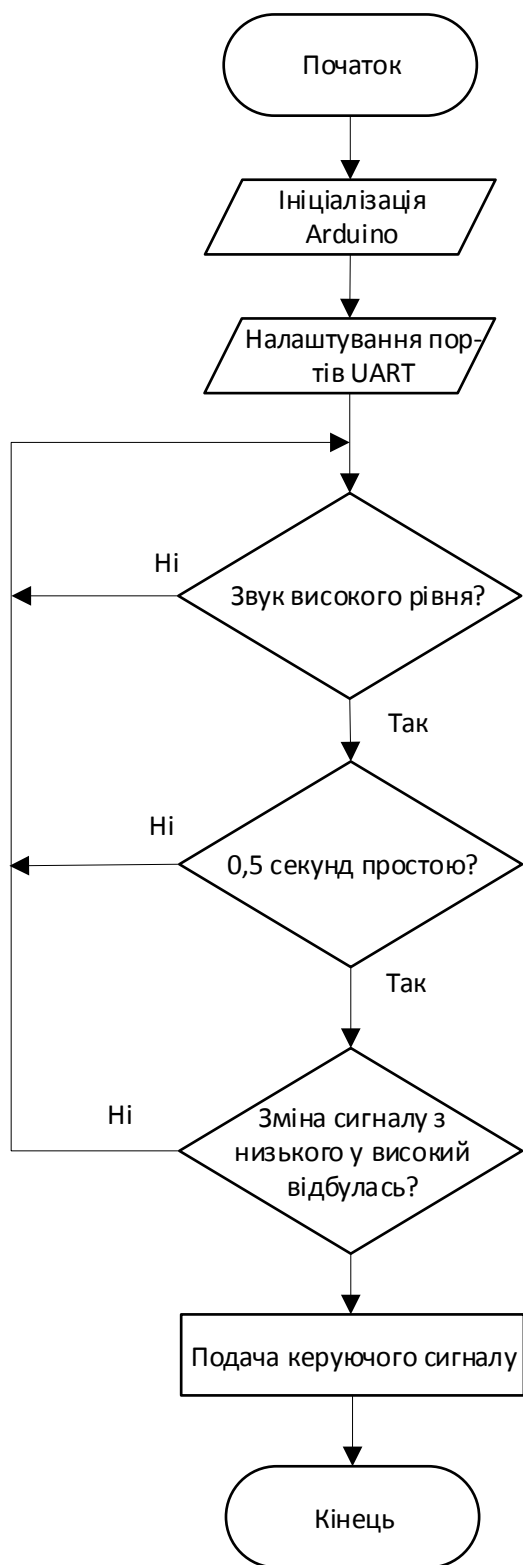 Початок
Ініціалізація
Arduino
Налаштування пор-
тів UART
Ні
Звук високого рівня?
Так
Ні
0,5 секунд простою?
Так
Ні
Зміна сигналу з
низького у високий
відбулась?
Подача керуючого сигналу
Кінець